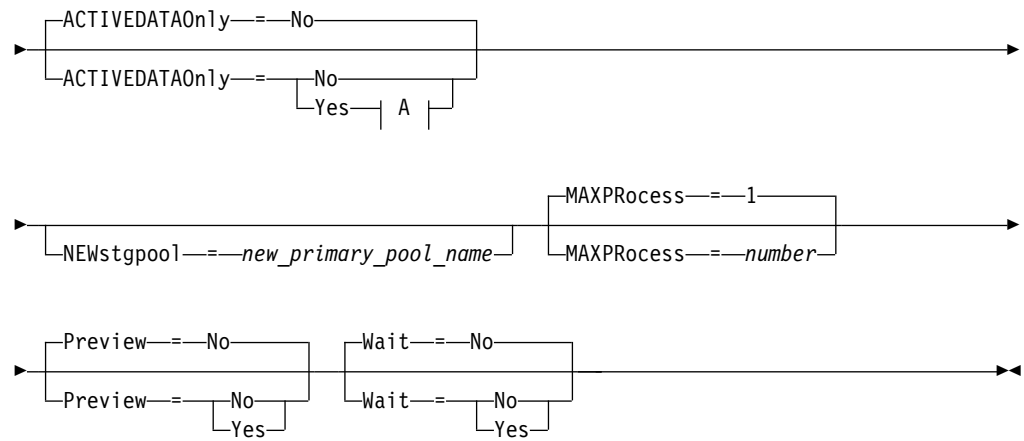 ACTIVEDATAOnly = No
ACTIVEDATAOnly = No
Yes A
MAXPRocess = 1
NEWstgpool = new_primary_pool_name MAXPRocess = number
Preview = No Wait = No
Preview = No Wait = No
Yes Yes